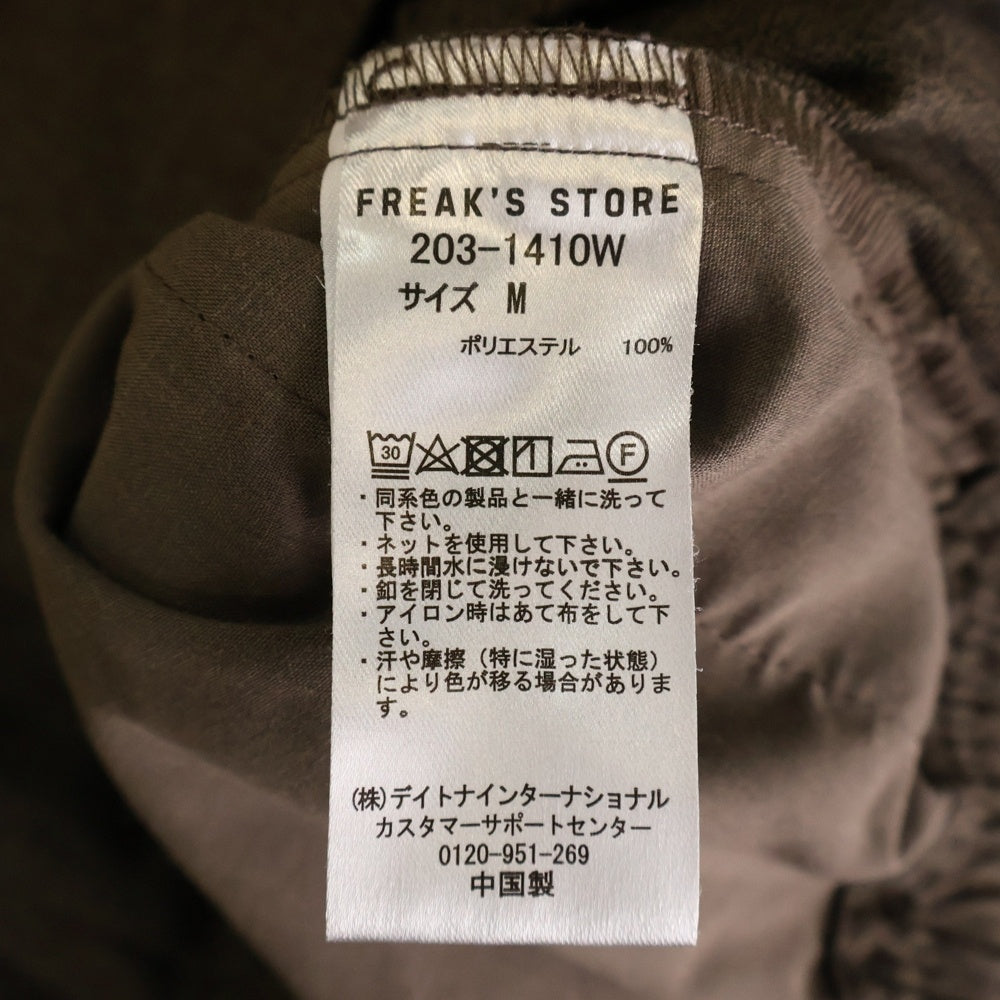 FREAK'S STORE
203-1410W
サイズ M
ポリエステル 100%
30
F
・同系色の製品と一緒に洗って
下さい。
・ネットを使用して下さい。
・長時間水に浸けないで下さい。
・釦を閉じて洗ってください。
・アイロン時はあて布をして下
さい。
・汗や摩擦（特に湿った状態）
により色が移る場合がありま
す。
(株)デイトナインターナショナル
カスタマーサポートセンター
0120-951-269
中国製